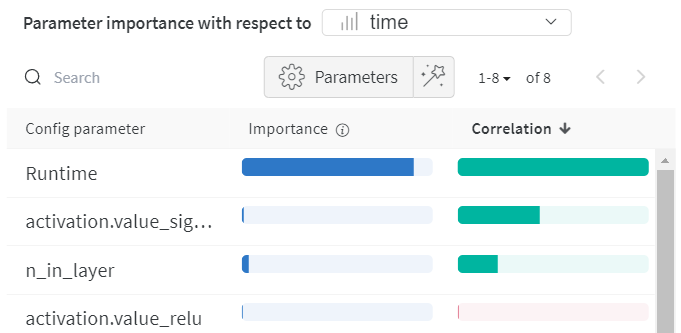 Parameter importance with respect to time
Search Parameters 1-8 of 8
Config parameter Importance Correlation
Runtime
activation.value_sig...
n_in_layer
activation.value_relu